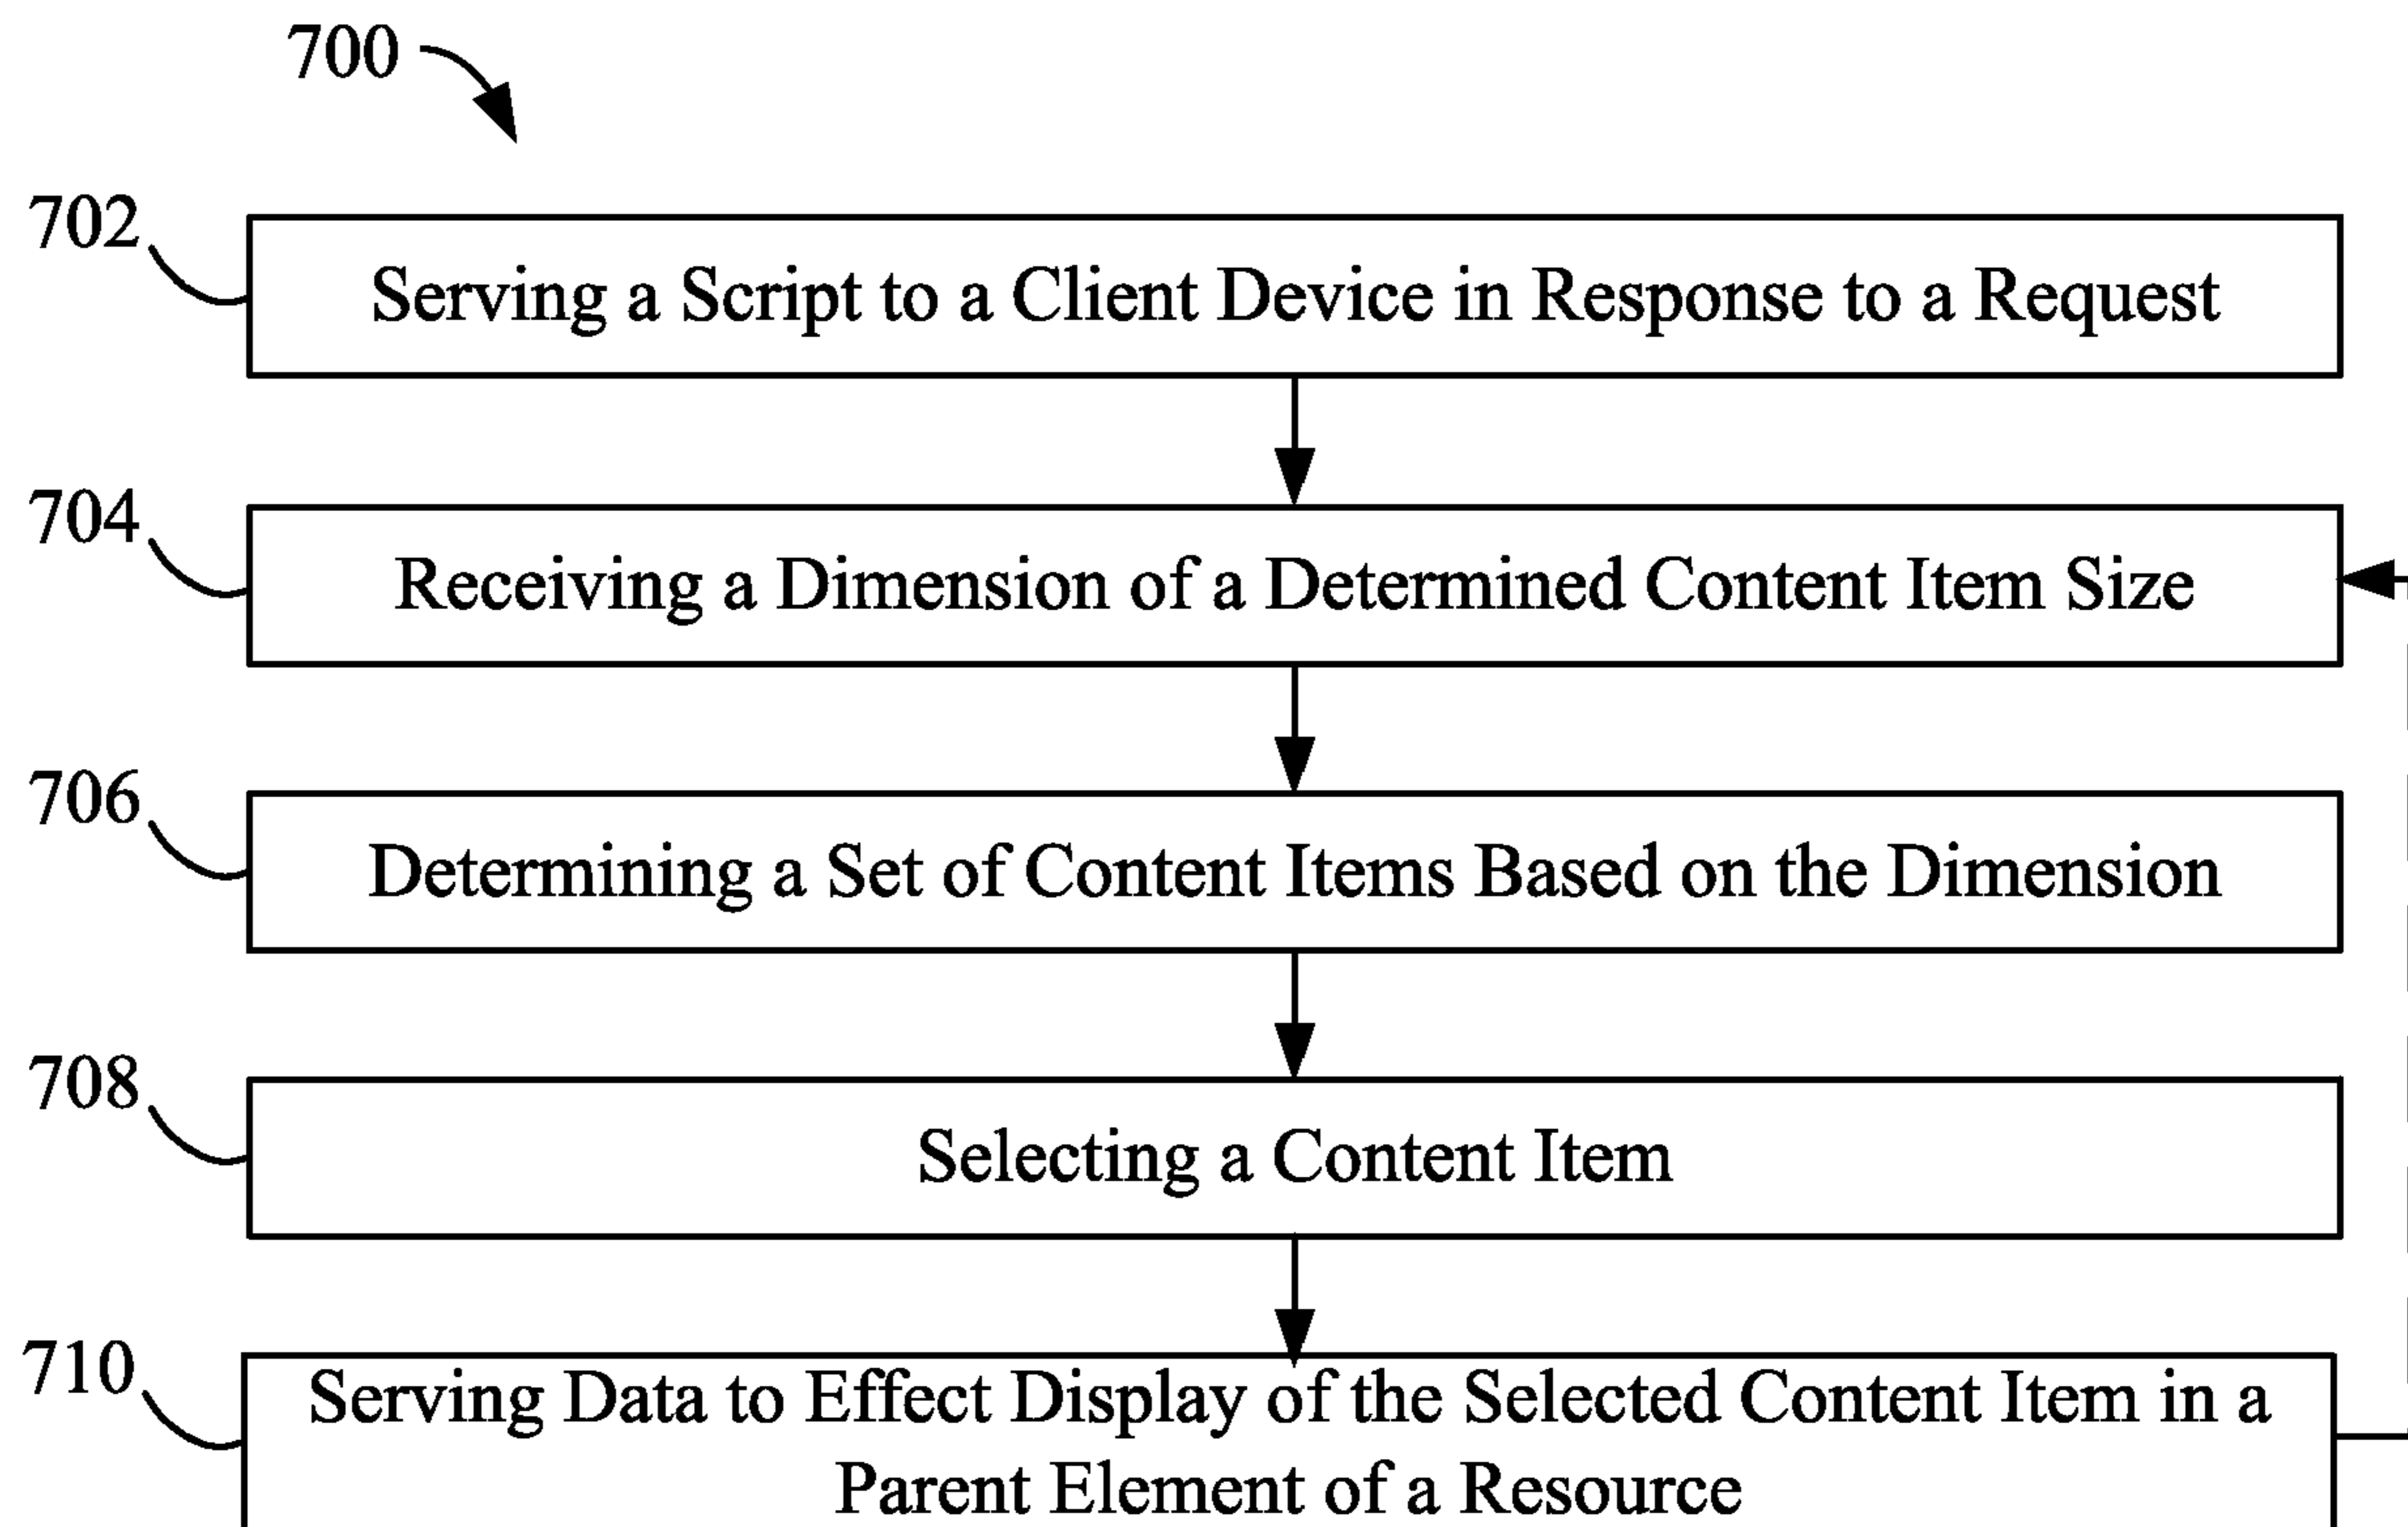 700
702
Serving a Script to a Client Device in Response to a Request
704
Receiving a Dimension of a Determined Content Item Size
706
Determining a Set of Content Items Based on the Dimension
708
Selecting a Content Item
710
Serving Data to Effect Display of the Selected Content Item in a
Parent Element of a Resource